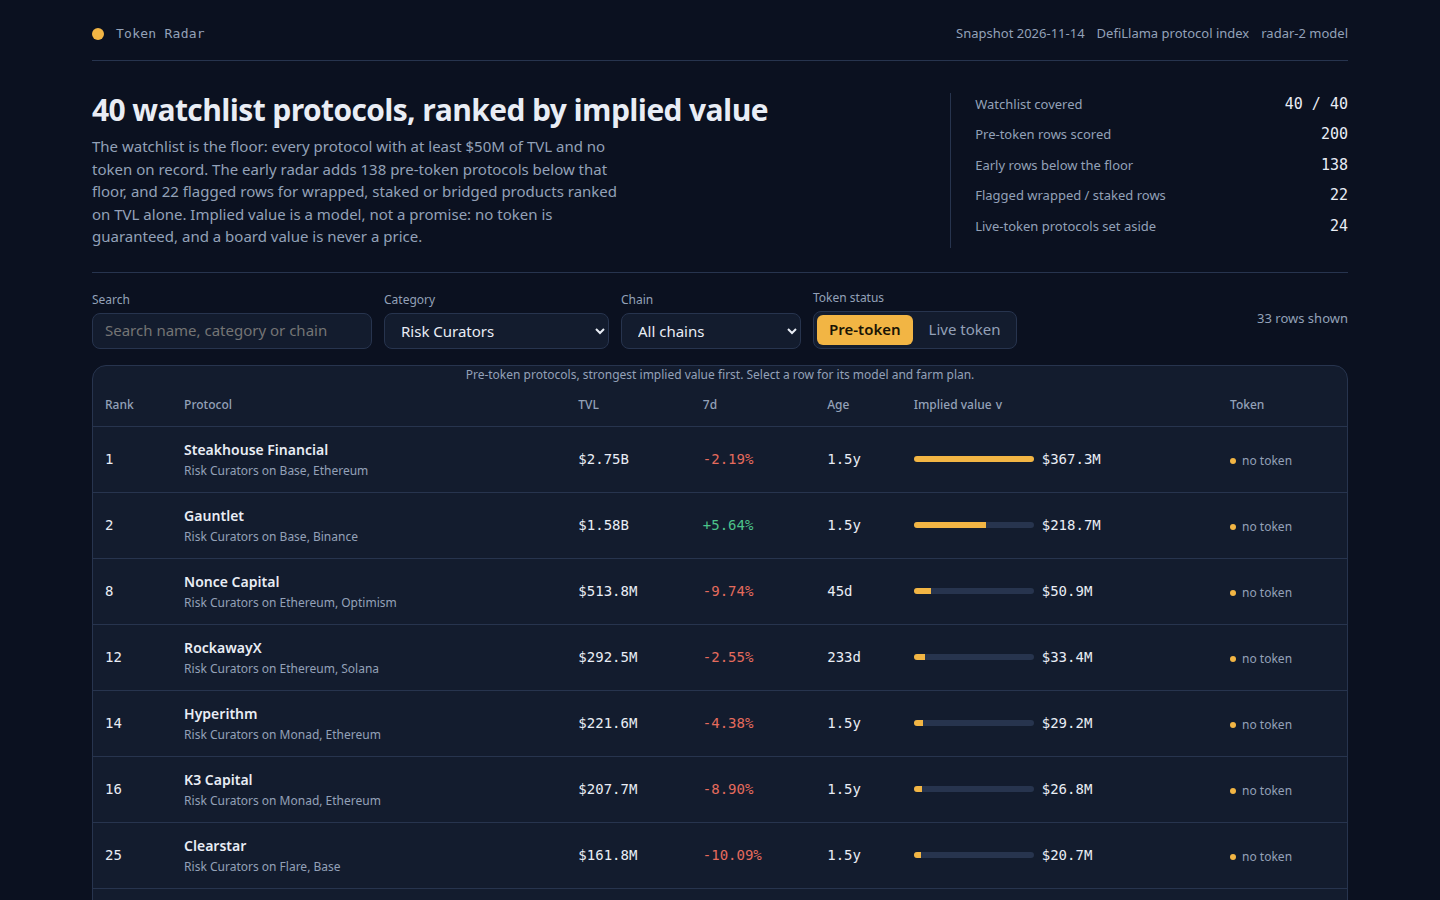 Token Radar
Snapshot 2026-11-14 DefiLlama protocol index radar-2 model
40 watchlist protocols, ranked by implied value
The watchlist is the floor: every protocol with at least $50M of TVL and no
token on record. The early radar adds 138 pre-token protocols below that
floor, and 22 flagged rows for wrapped, staked or bridged products ranked
on TVL alone. Implied value is a model, not a promise: no token is
guaranteed, and a board value is never a price.
Watchlist covered 40 / 40
Pre-token rows scored 200
Early rows below the floor 138
Flagged wrapped / staked rows 22
Live-token protocols set aside 24
Search Category Chain Token status
Search name, category or chain Risk Curators All chains Pre-token Live token
33 rows shown
Pre-token protocols, strongest implied value first. Select a row for its model and farm plan.
Rank Protocol TVL 7d Age Implied value v Token
1 Steakhouse Financial $2.75B -2.19% 1.5y $367.3M no token
Risk Curators on Base, Ethereum
2 Gauntlet $1.58B +5.64% 1.5y $218.7M no token
Risk Curators on Base, Binance
8 Nonce Capital $513.8M -9.74% 45d $50.9M no token
Risk Curators on Ethereum, Optimism
12 RockawayX $292.5M -2.55% 233d $33.4M no token
Risk Curators on Ethereum, Solana
14 Hyperithm $221.6M -4.38% 1.5y $29.2M no token
Risk Curators on Monad, Ethereum
16 K3 Capital $207.7M -8.90% 1.5y $26.8M no token
Risk Curators on Monad, Ethereum
25 Clearstar $161.8M -10.09% 1.5y $20.7M no token
Risk Curators on Flare, Base